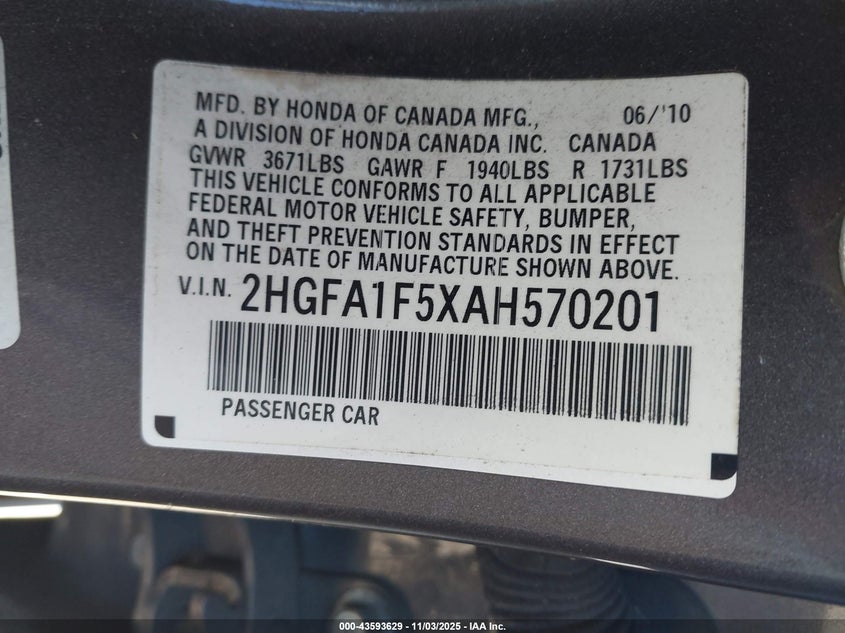 MFD. BY HONDA OF CANADA MFG., 06/'10
A DIVISION OF HONDA CANADA INC. CANADA
GVWR 3671LBS GAWR F 1940LBS R 1731LBS
THIS VEHICLE CONFORMS TO ALL APPLICABLE
FEDERAL MOTOR VEHICLE SAFETY, BUMPER,
AND THEFT PREVENTION STANDARDS IN EFFECT
ON THE DATE OF MANUFACTURE SHOWN ABOVE.
V.I.N. 2HGFA1F5XAH570201
PASSENGER CAR
000-43593629 - 11/03/2025 - IAA Inc.